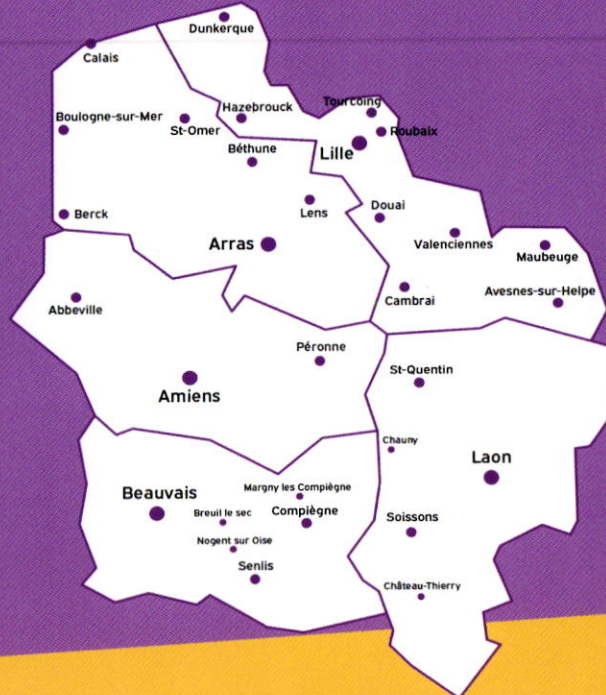 Dunkerque
Calais
Tourcoing
Hazebrouck
Boulogne-sur-Mer
St-Omer
Roubaix
Béthune
Lille
Lens
Douai
Berck
Arras
Valenciennes
Maubeuge
Cambrai
Avesnes-sur-Helpe
Abbeville
Péronne
St-Quentin
Amiens
Chauny
Laon
Margny les Compiègne
Beauvais
Breuil le sec
Compiègne
Soissons
Nogent sur Oise
Senlis
Château-Thierry